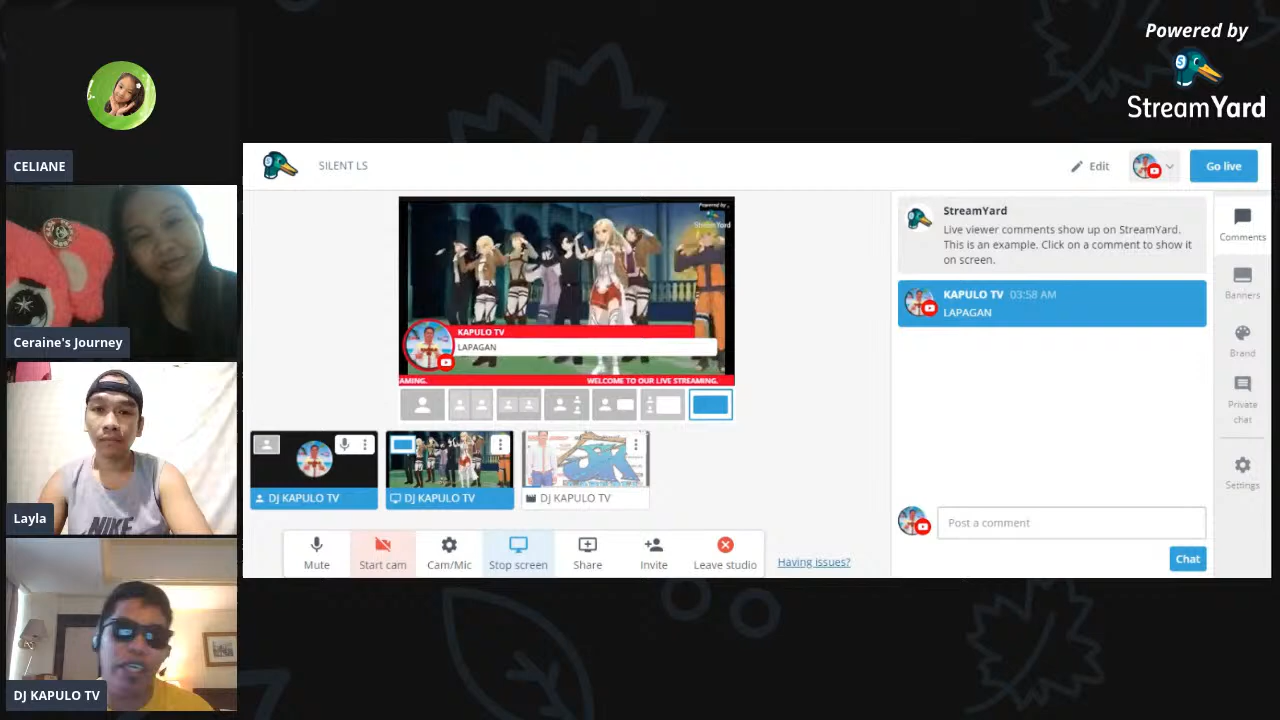 Powered by
StreamYard
CELIANE
Ceraine's Journey
Layla
NIKE
DJ KAPULO TV
SILENT LS
Edit
Go live
Powered by
StreamYard
KAPULO TV
LAPAGAN
AMING.
WELCOME TO OUR LIVE STREAMING.
DJ KAPULO TV
DJ KAPULO TV
DJ KAPULO TV
Mute
Start cam
Cam/Mic
Stop screen
Share
Invite
Leave studio
Having issues?
StreamYard
Live viewer comments show up on StreamYard.
This is an example. Click on a comment to show it
on screen.
KAPULO TV 03:58 AM
LAPAGAN
Post a comment
Chat
Comments
Banners
Brand
Private
chat
Settings